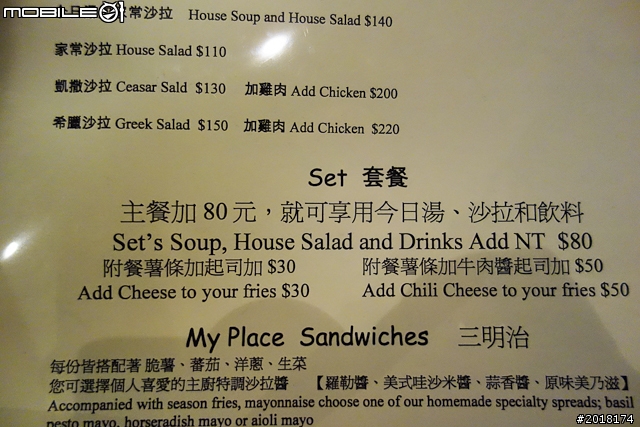 MOBILE01
常沙拉 House Soup and House Salad $140
家常沙拉 House Salad $110
凱撒沙拉 Ceasar Sald $130 加雞肉 Add Chicken $200
希臘沙拉 Greek Salad $150 加雞肉 Add Chicken $220
Set 套餐
主餐加 80 元，就可享用今日湯、沙拉和飲料
Set's Soup, House Salad and Drinks Add NT $80
附餐薯條加起司加 $30 附餐薯條加牛肉醬起司加 $50
Add Cheese to your fries $30 Add Chili Cheese to your fries $50
My Place Sandwiches 三明治
每份皆搭配著 脆薯、蕃茄、洋蔥、生菜
您可選擇個人喜愛的主廚特調沙拉醬 【羅勒醬、美式哇沙米醬、蒜香醬、原味美乃滋】
Accompanied with season fries, mayonnaise choose one of our homemade specialty spreads; basil
pesto mayo, horseradish mayo or aioli mayo
#2018174